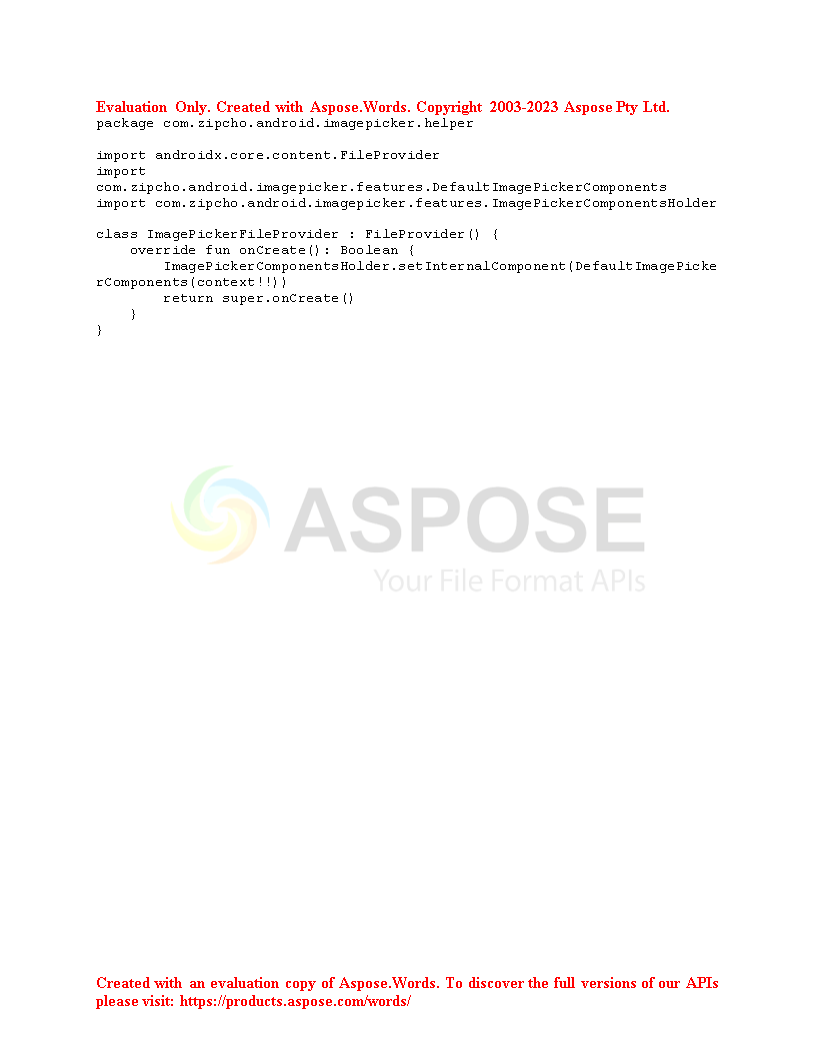 Evaluation Only. Created with Aspose.Words. Copyright 2003-2023 Aspose Pty Ltd.
package com.zipcho.android.imagepicker.helper
import androidx.core.content.FileProvider
import
com.zipcho.android.imagepicker.features.DefaultImagePickerComponents
import com.zipcho.android.imagepicker.features.ImagePickerComponentsHolder
class ImagePickerFileProvider : FileProvider() {
    override fun onCreate(): Boolean {
        ImagePickerComponentsHolder.setInternalComponent(DefaultImagePicke
rComponents(context!!))
        return super.onCreate()
    }
}
ASPOSE
Your File Format APIs
Created with an evaluation copy of Aspose.Words. To discover the full versions of our APIs
please visit: https://products.aspose.com/words/